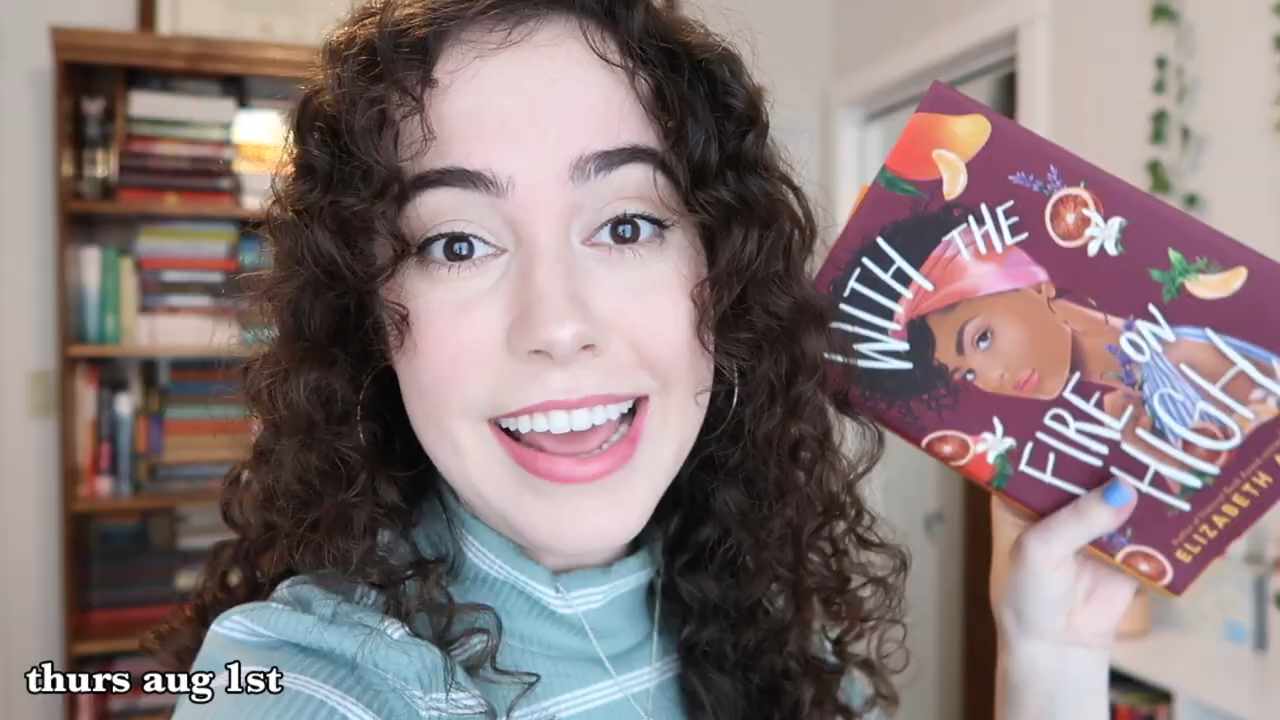 WITH THE
FIRE ON
HIGH
ELIZABETH A
thurs aug 1st